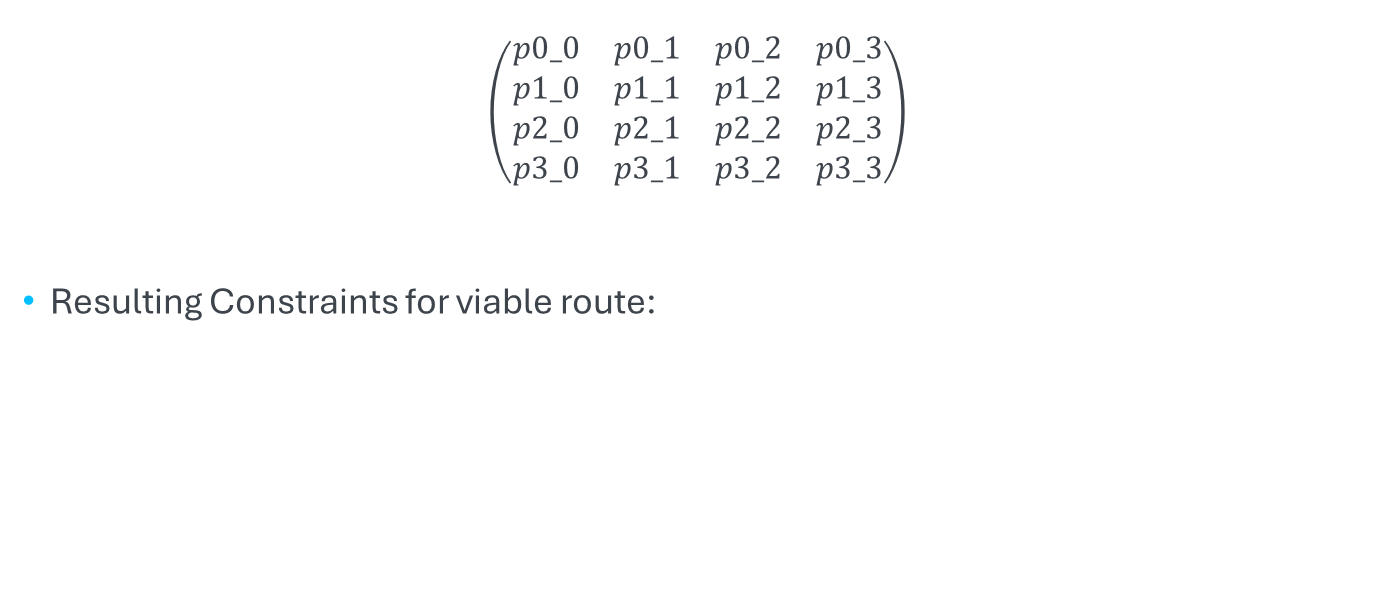 p0_0 p0_1 p0_2 p0_3
p1_0 p1_1 p1_2 p1_3
p2_0 p2_1 p2_2 p2_3
p3_0 p3_1 p3_2 p3_3
• Resulting Constraints for viable route: